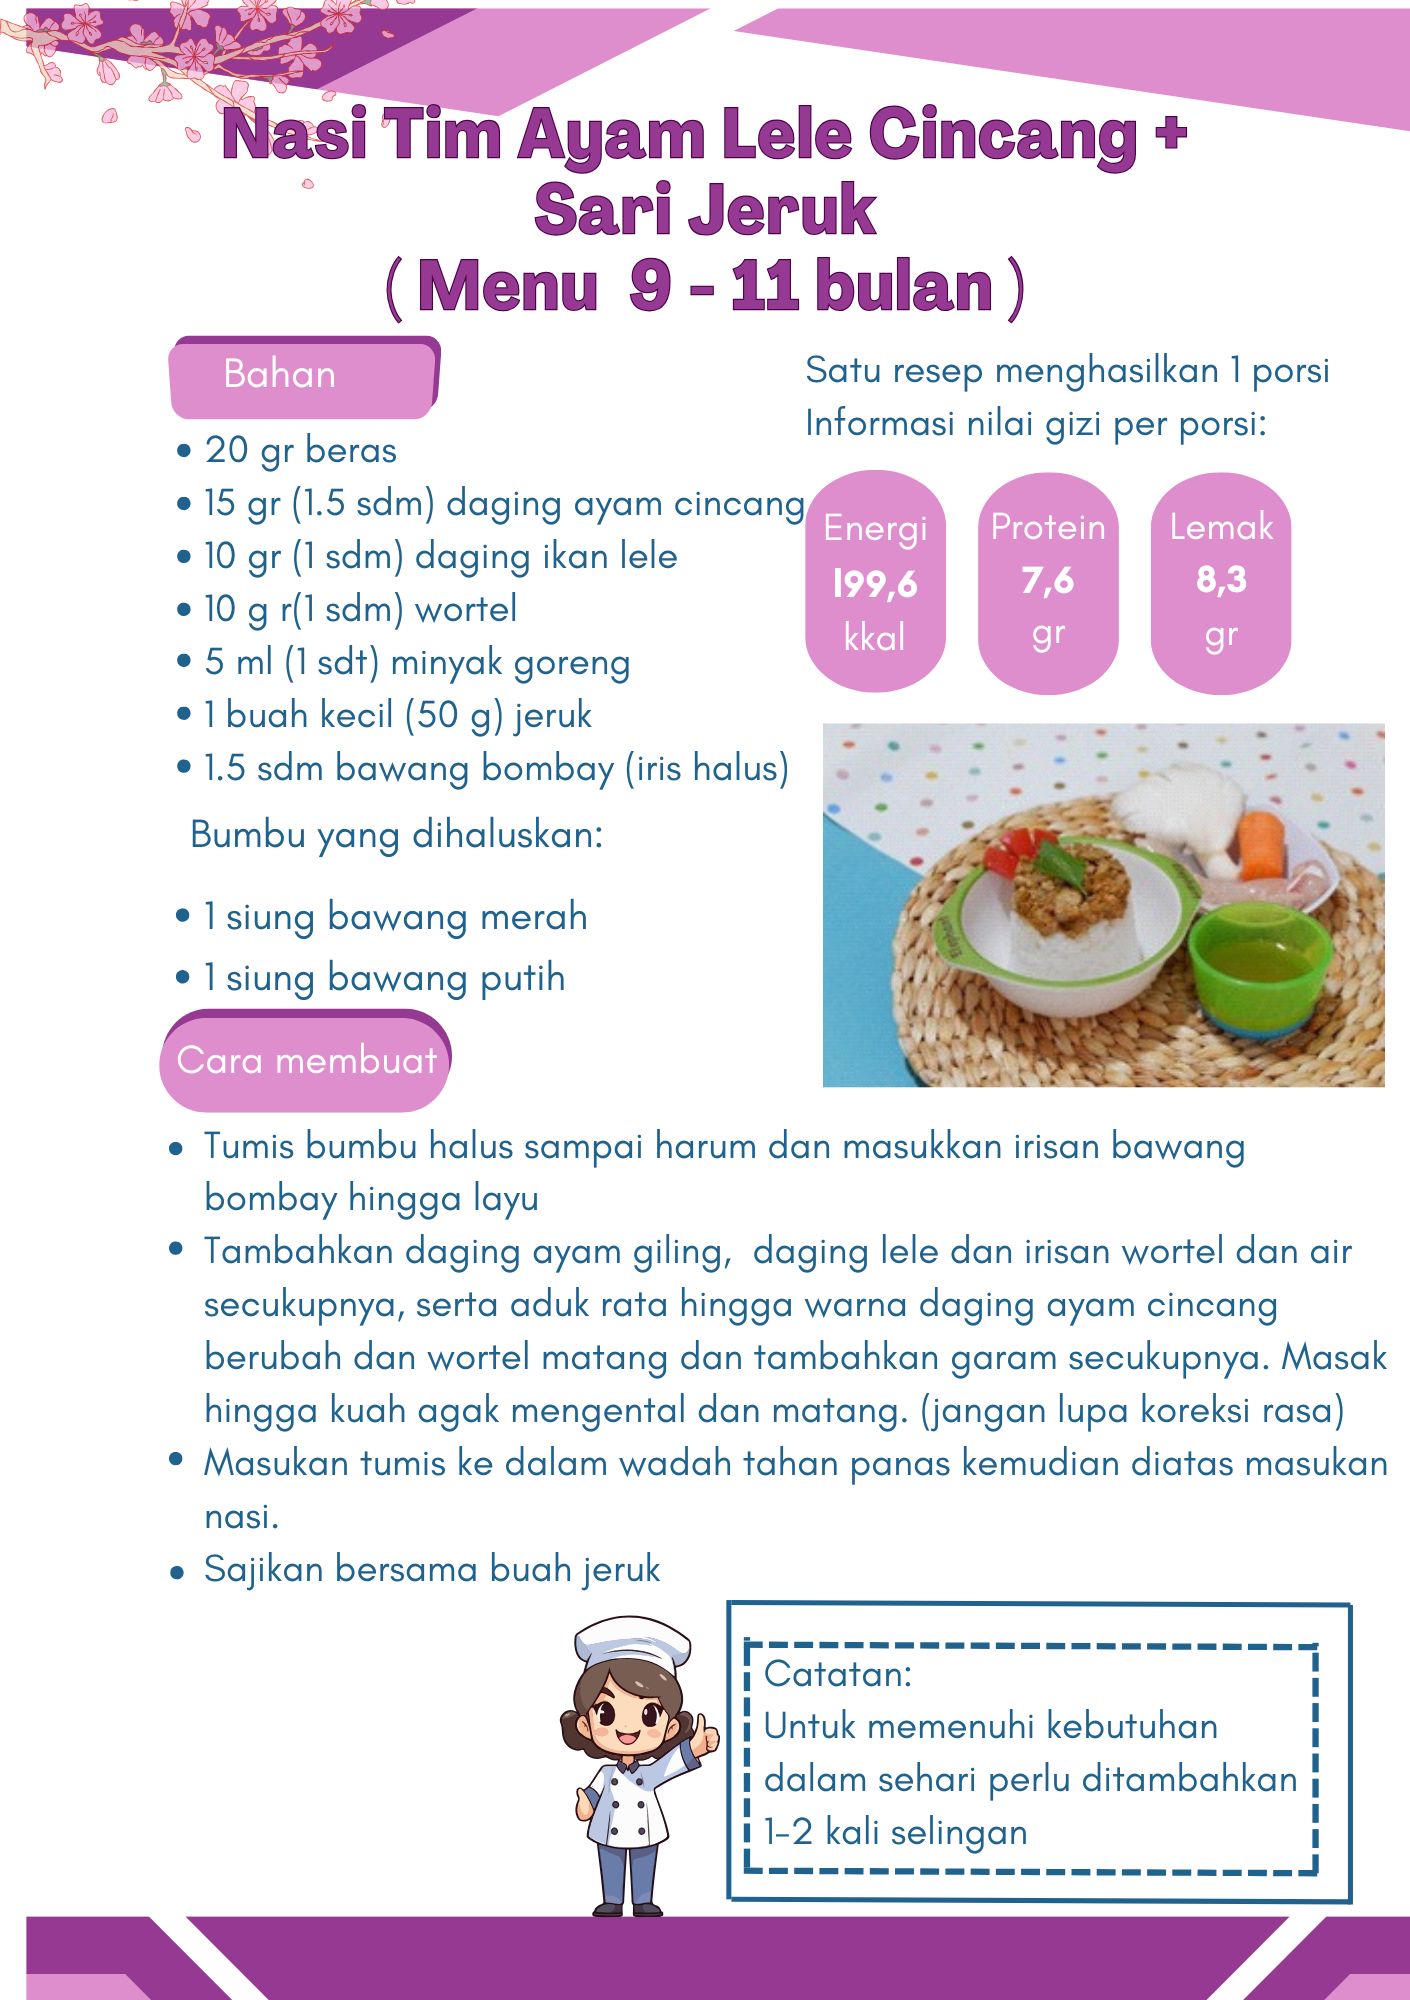 Nasi Tim Ayam Lele Cincang +
Sari Jeruk
( Menu 9 - 11 bulan )
Bahan
• 20 gr beras
• 15 gr (1.5 sdm) daging ayam cincang
• 10 gr (1 sdm) daging ikan lele
• 10 g r(1 sdm) wortel
• 5 ml (1 sdt) minyak goreng
• 1 buah kecil (50 g) jeruk
• 1.5 sdm bawang bombay (iris halus)
Bumbu yang dihaluskan:
• 1 siung bawang merah
• 1 siung bawang putih
Satu resep menghasilkan 1 porsi
Informasi nilai gizi per porsi:
Energi
199,6
kkal
Protein
7,6
gr
Lemak
8,3
gr
Cara membuat
• Tumis bumbu halus sampai harum dan masukkan irisan bawang
bombay hingga layu
• Tambahkan daging ayam giling, daging lele dan irisan wortel dan air
secukupnya, serta aduk rata hingga warna daging ayam cincang
berubah dan wortel matang dan tambahkan garam secukupnya. Masak
hingga kuah agak mengental dan matang. (jangan lupa koreksi rasa)
• Masukan tumis ke dalam wadah tahan panas kemudian diatas masukan
nasi.
• Sajikan bersama buah jeruk
Catatan:
Untuk memenuhi kebutuhan
dalam sehari perlu ditambahkan
1-2 kali selingan